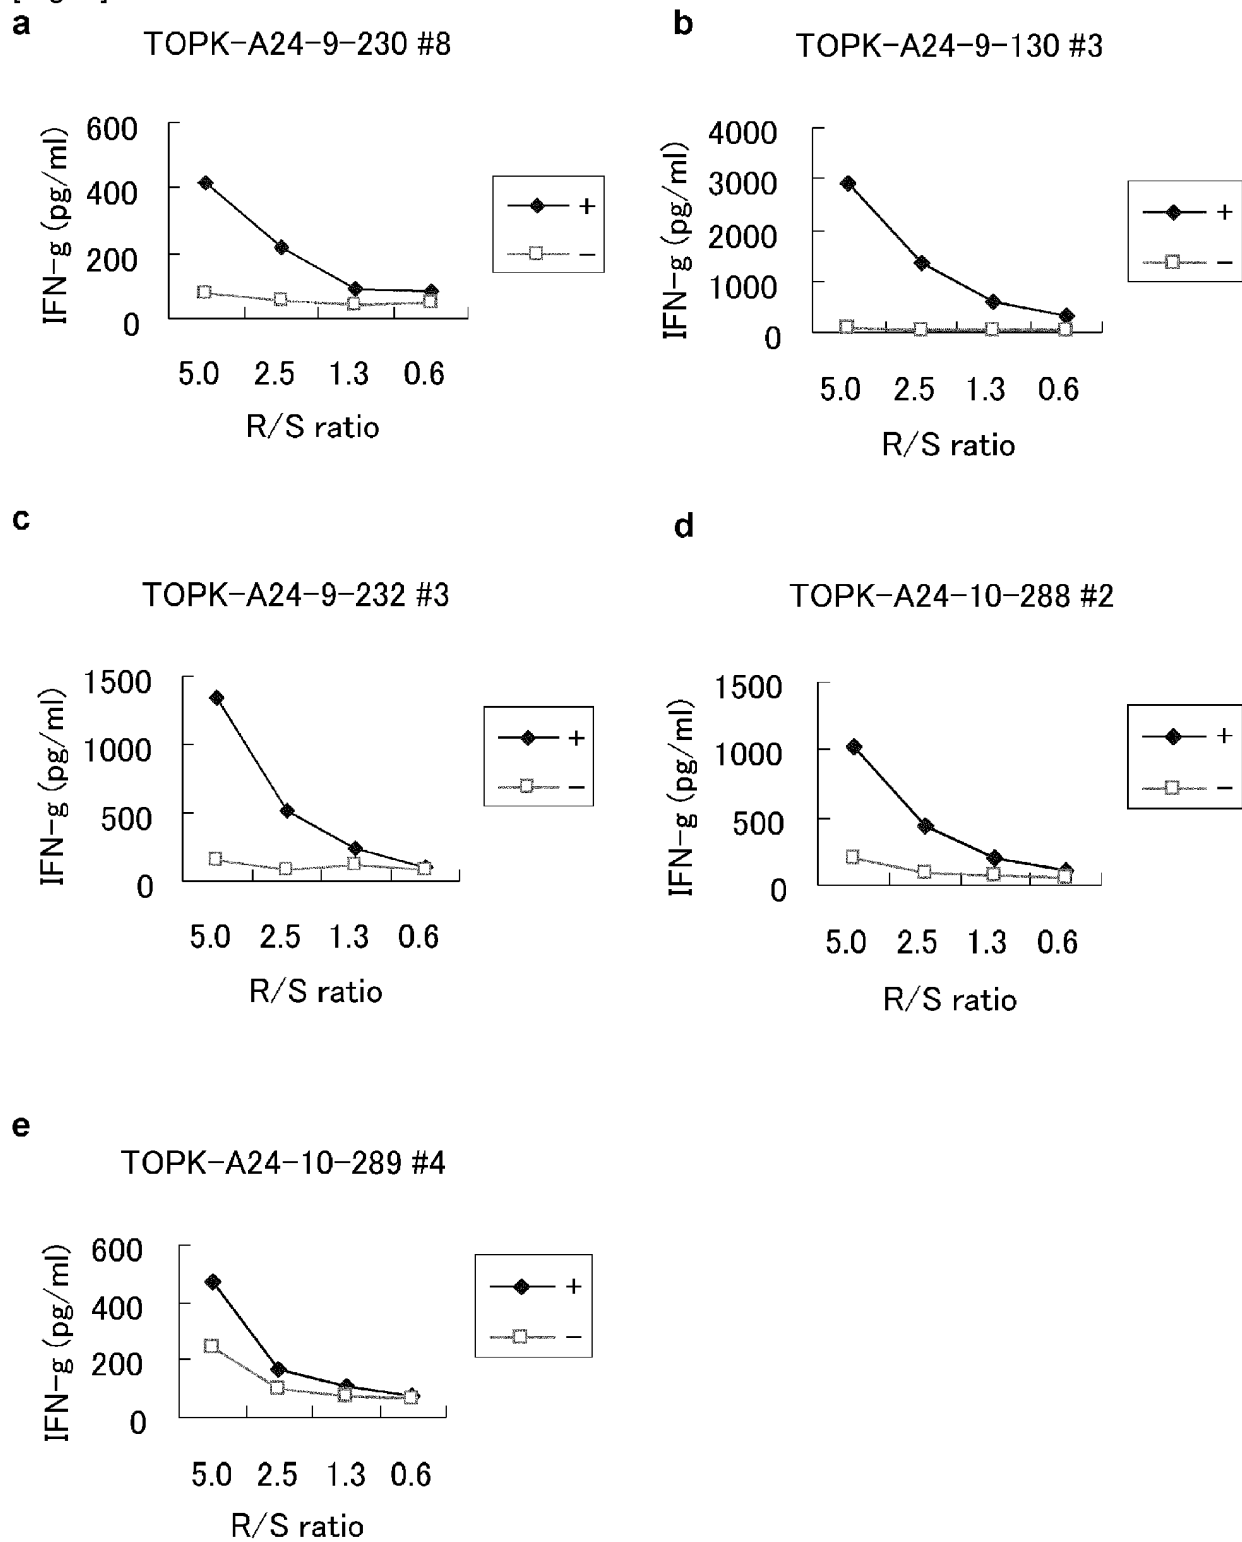 a
TOPK-A24-9-230 #8
IFN-g (pg/ml)
600
400
200
0
+
−
5.0 2.5 1.3 0.6
R/S ratio
b
TOPK-A24-9-130 #3
IFN-g (pg/ml)
4000
3000
2000
1000
0
+
−
5.0 2.5 1.3 0.6
R/S ratio
c
TOPK-A24-9-232 #3
IFN-g (pg/ml)
1500
1000
500
0
+
−
5.0 2.5 1.3 0.6
R/S ratio
d
TOPK-A24-10-288 #2
IFN-g (pg/ml)
1500
1000
500
0
+
−
5.0 2.5 1.3 0.6
R/S ratio
e
TOPK-A24-10-289 #4
IFN-g (pg/ml)
600
400
200
0
+
−
5.0 2.5 1.3 0.6
R/S ratio